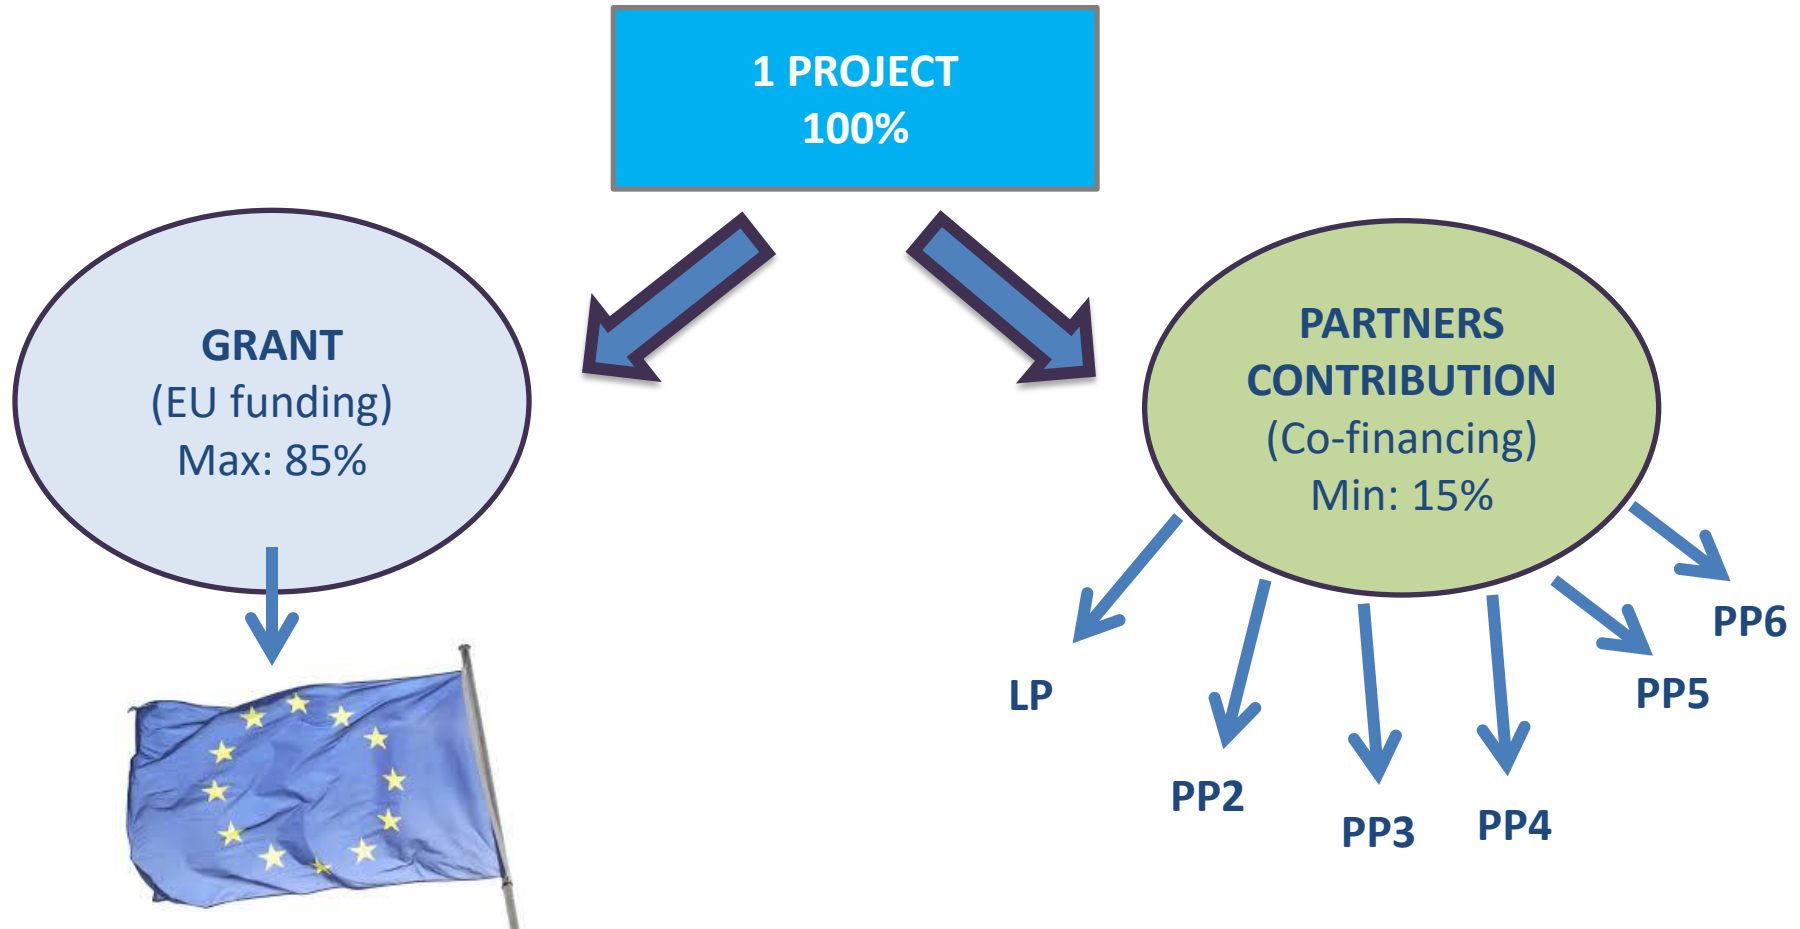 1 PROJECT
100%
GRANT
(EU funding)
Max: 85%
PARTNERS
CONTRIBUTION
(Co-financing)
Min: 15%
LP
PP2
PP3
PP4
PP5
PP6